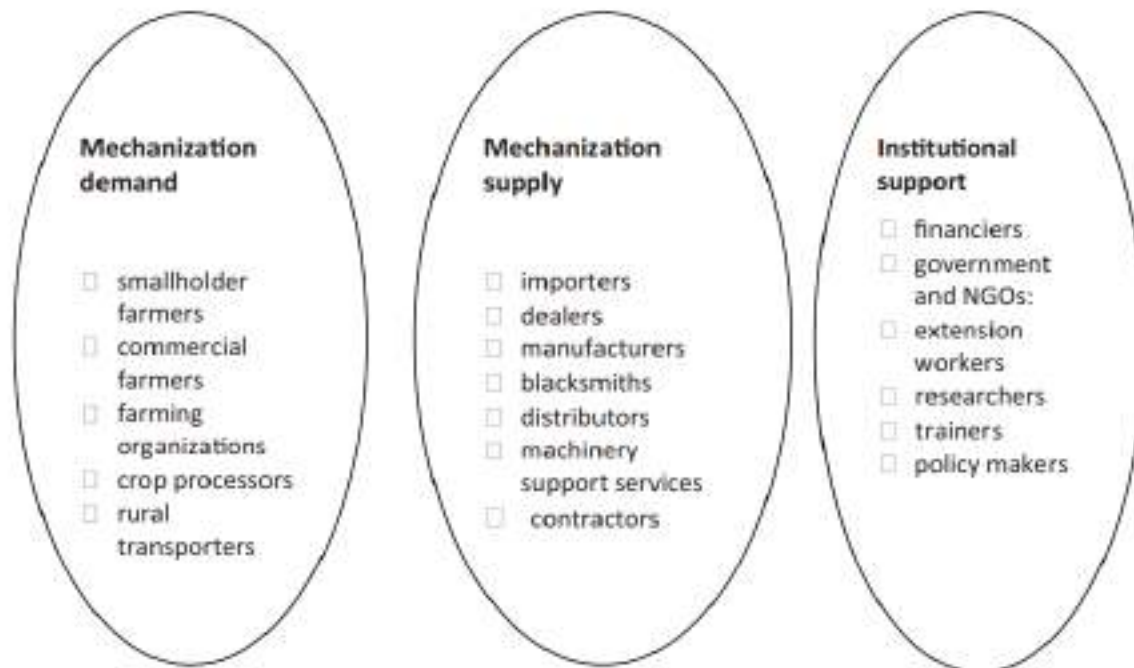 Mechanization
demand
smallholder
farmers
commercial
farmers
farming
organizations
crop processors
rural
transporters
Mechanization
supply
importers
dealers
manufacturers
blacksmiths
distributors
machinery
support services
contractors
Institutional
support
financiers
government
and NGOs:
extension
workers
researchers
trainers
policy makers